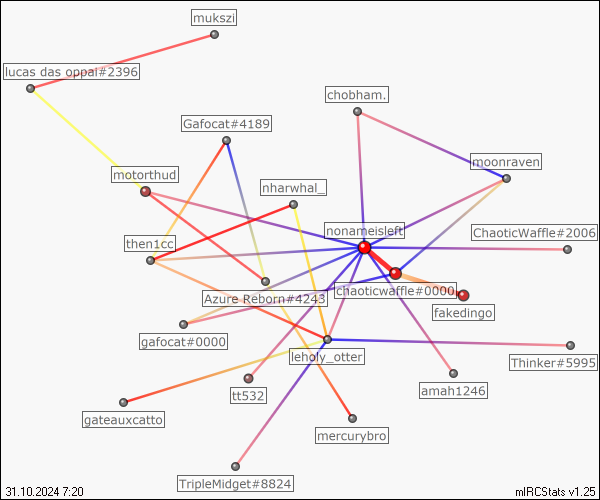 mukszi
lucas das oppai#2396
chobham.
Gafocat#4189
moonraven
motorthud
nharwhal_
nonameisleft
ChaoticWaffle#2006
then1cc
chaoticwaffle#0000
Azure Reborn#4243
fakedingo
gafocat#0000
leholy_otter
Thinker#5995
amah1246
tt532
gateauxcatto
mercurybro
TripleMidget#8824
31.10.2024 7:20
mIRCStats v1.25